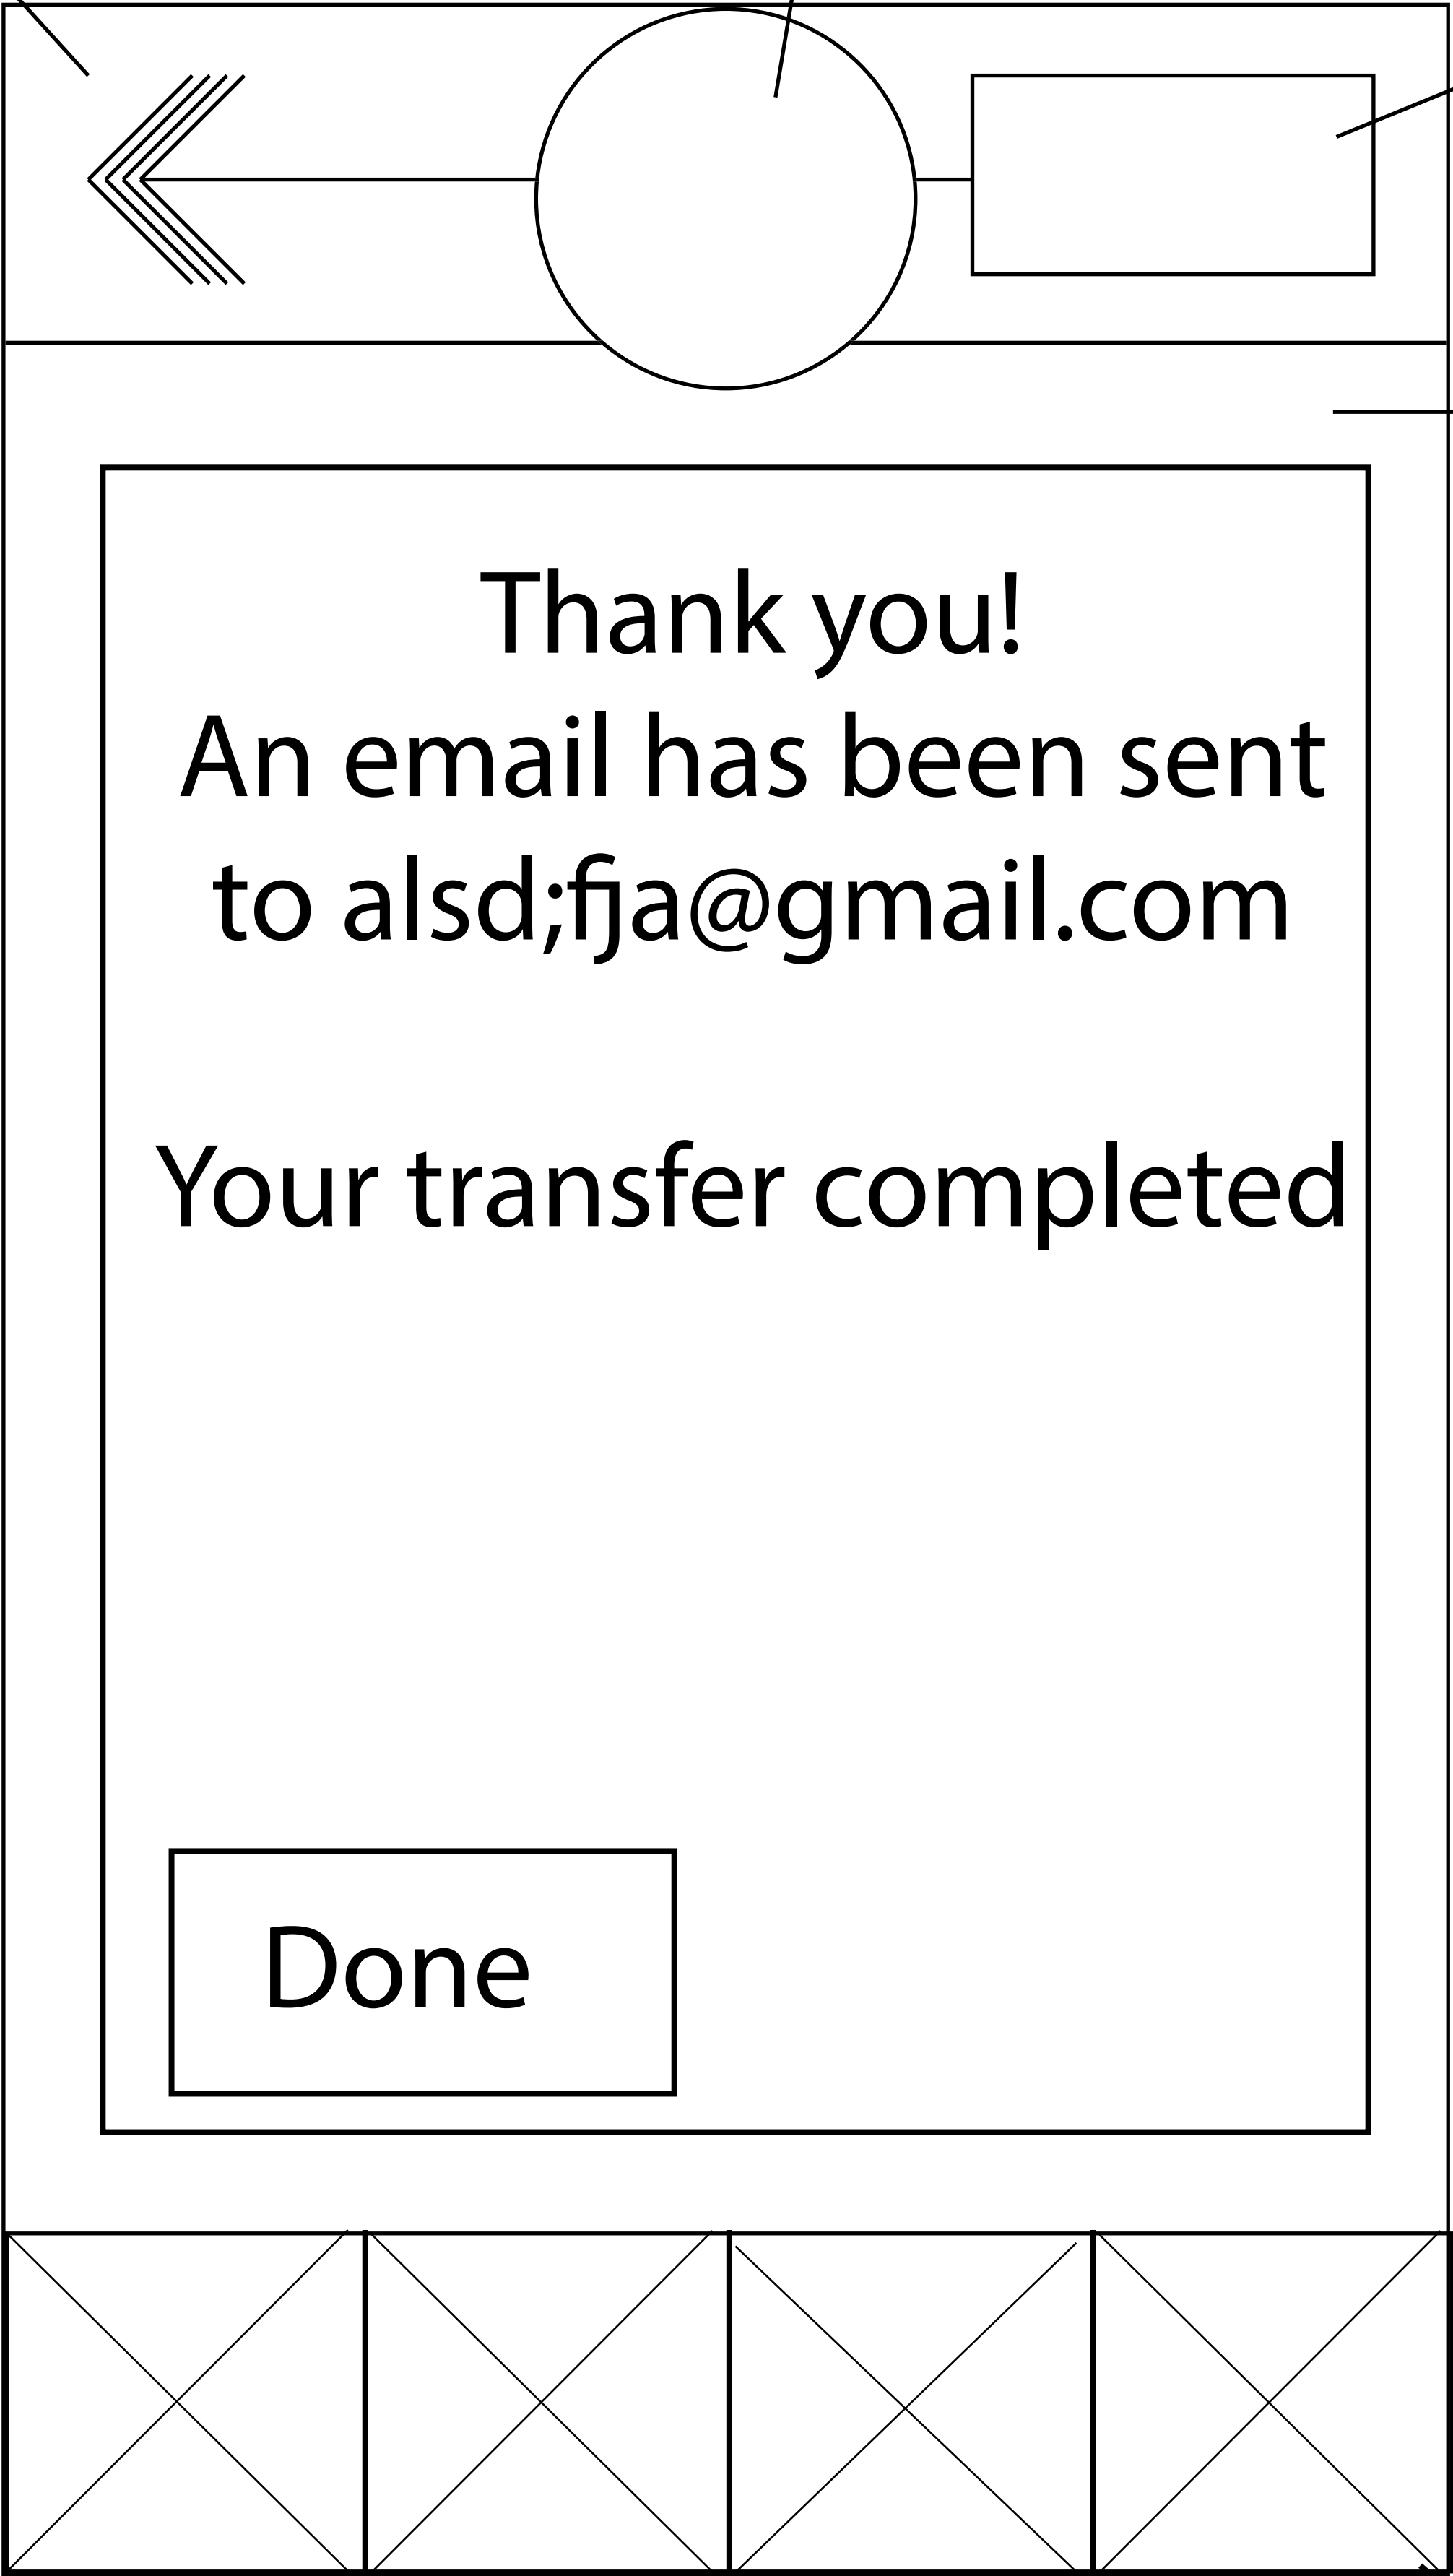 Thank you!
An email has been sent
to alsd;fja@gmail.com
Your transfer completed
Done